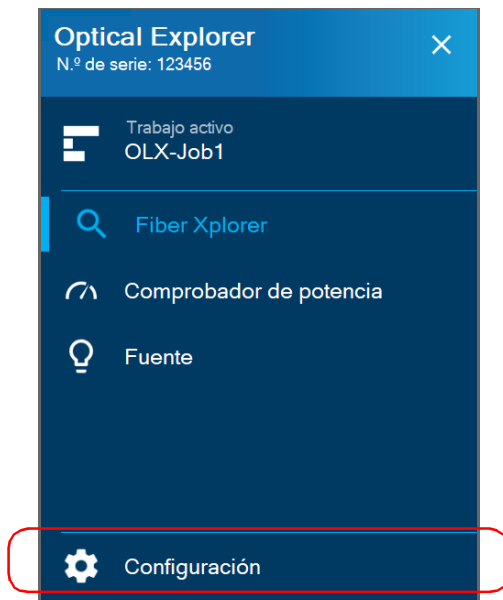 Optical Explorer
N.º de serie: 123456
Trabajo activo
OLX-Job1
Fiber Xplorer
Comprobador de potencia
Fuente
Configuración